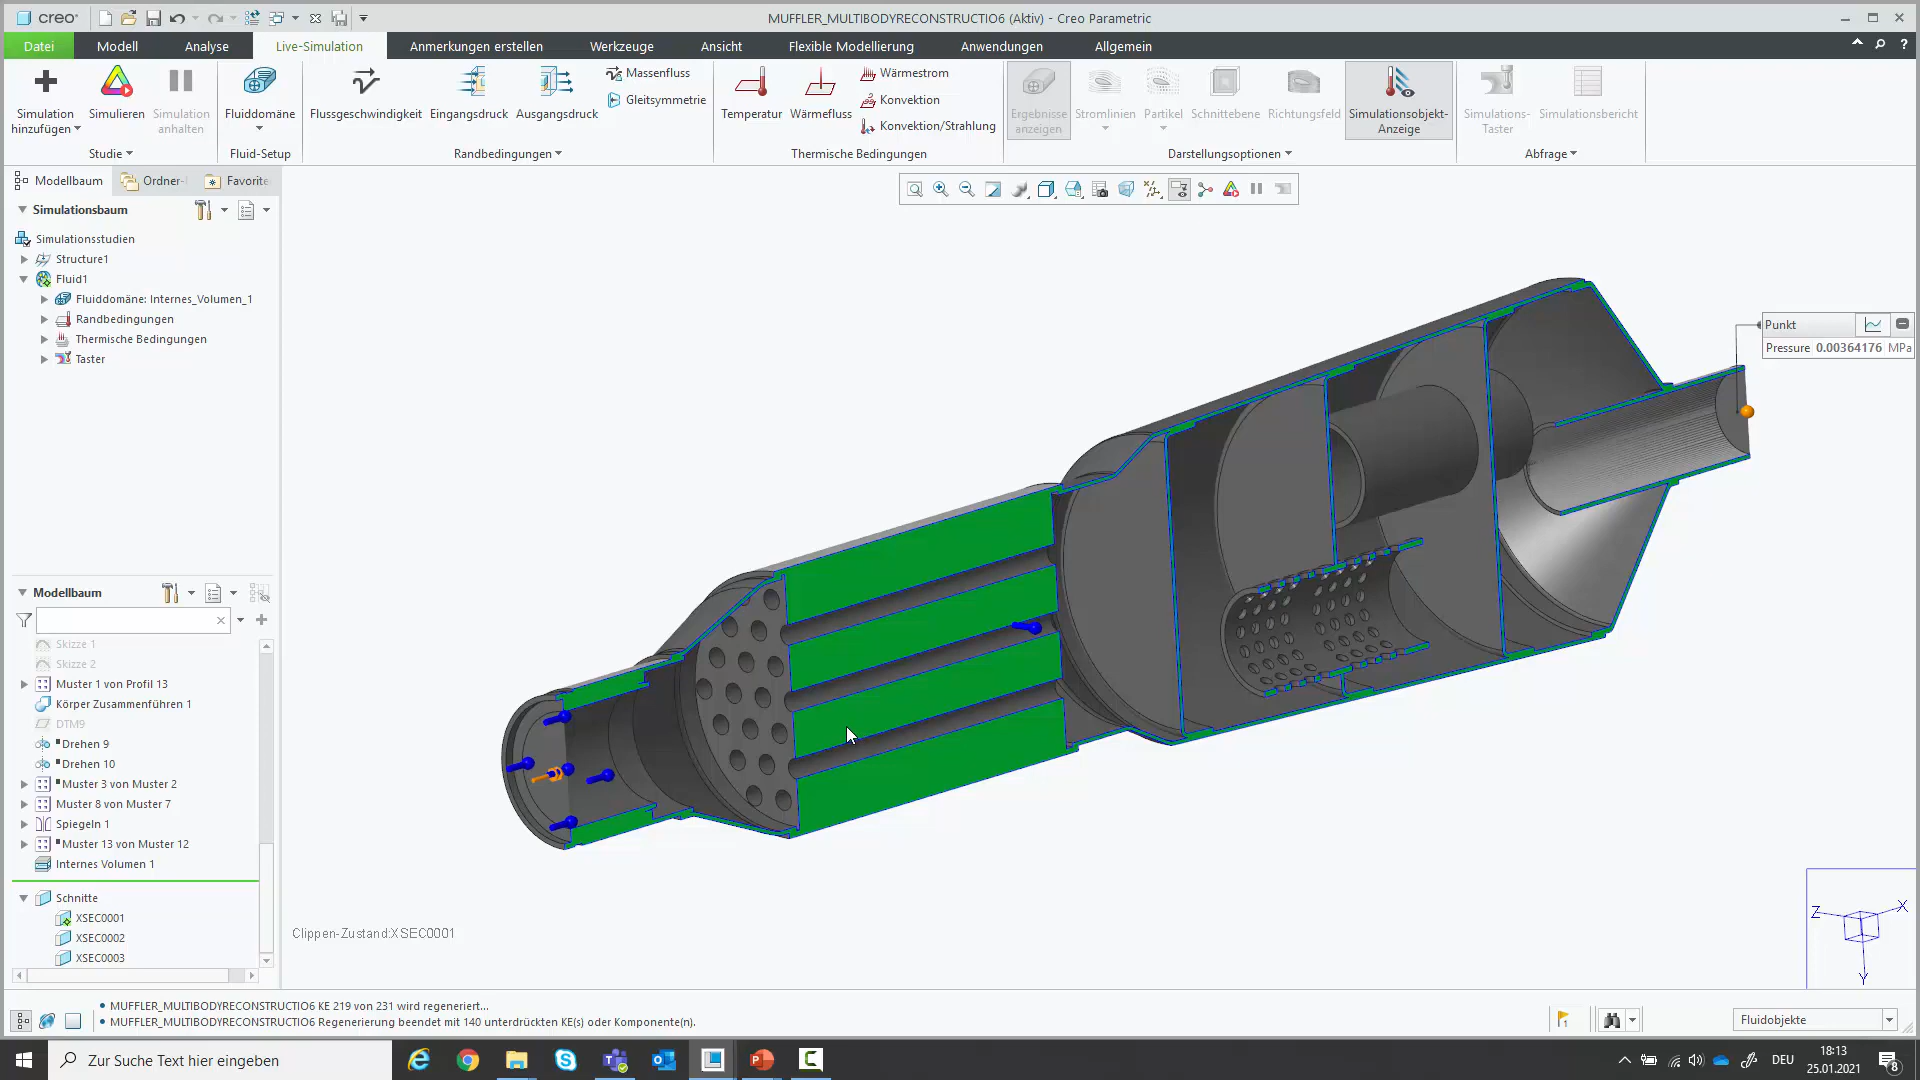 creo
MUFFLER_MULTIBODYRECONSTRUCTIO6 (Aktiv) - Creo Parametric
Datei
Modell
Analyse
Live-Simulation
Anmerkungen erstellen
Werkzeuge
Ansicht
Flexible Modellierung
Anwendungen
Allgemein
Simulation hinzufügen
Simulieren
Simulation anhalten
Fluiddomäne
Flussgeschwindigkeit
Eingangsdruck
Ausgangsdruck
Massenfluss
Gleitsymmetrie
Temperatur
Wärmefluss
Wärmestrom
Konvektion
Konvektion/Strahlung
Ergebnisse anzeigen
Stromlinien
Partikel
Schnittebene
Richtungsfeld
Simulationsobjekt-Anzeige
Simulations-Taster
Simulationsbericht
Studie
Fluid-Setup
Randbedingungen
Thermische Bedingungen
Darstellungsoptionen
Abfrage
Modellbaum
Ordner-
Favorite
Simulationsbaum
Simulationsstudien
Structure1
Fluid1
Fluiddomäne: Internes_Volumen_1
Randbedingungen
Thermische Bedingungen
Taster
Punkt
Pressure 0.00364176 MPa
Modellbaum
Skizze 1
Skizze 2
Muster 1 von Profil 13
Körper Zusammenführen 1
DTM9
Drehen 9
Drehen 10
Muster 3 von Muster 2
Muster 8 von Muster 7
Spiegeln 1
Muster 13 von Muster 12
Internes Volumen 1
Schnitte
XSEC0001
XSEC0002
XSEC0003
Clippen-Zustand:XSEC0001
Z
X
Y
• MUFFLER_MULTIBODYRECONSTRUCTIO6 KE 219 von 231 wird regeneriert...
• MUFFLER_MULTIBODYRECONSTRUCTIO6 Regenerierung beendet mit 140 unterdrückten KE(s) oder Komponente(n).
Fluidobjekte
Zur Suche Text hier eingeben
DEU
18:13
25.01.2021
8